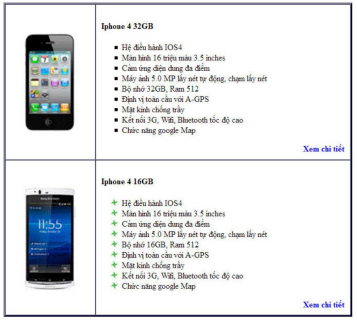 Iphone 4 32GB
Hệ điều hành IOS4
Màn hình 16 triệu màu 3.5 inches
Cảm ứng điện dung đa điểm
Máy ảnh 5.0 MP lấy nét tự động, chạm lấy nét
Bộ nhớ 32GB, Ram 512
Định vị toàn cầu với A-GPS
Mặt kính chống trầy
Kết nối 3G, Wifi, Bluetooth tốc độ cao
Chức năng google Map
Xem chi tiết
Iphone 4 16GB
Hệ điều hành IOS4
Màn hình 16 triệu màu 3.5 inches
Cảm ứng điện dung đa điểm
Máy ảnh 5.0 MP lấy nét tự động, chạm lấy nét
Bộ nhớ 16GB, Ram 512
Định vị toàn cầu với A-GPS
Mặt kính chống trầy
Kết nối 3G, Wifi, Bluetooth tốc độ cao
Chức năng google Map
Xem chi tiết
11:55